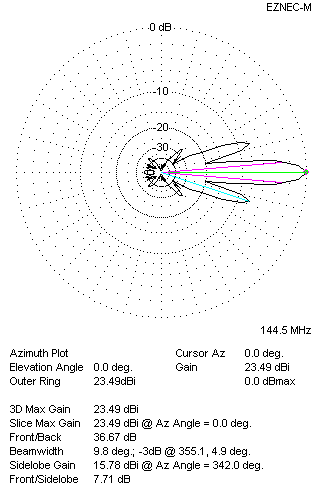 EZNEC-M
0 dB
-10
-20
-30
144.5 MHz
Azimuth Plot Cursor Az 0.0 deg.
Elevation Angle 0.0 deg. Gain 23.49 dBi
Outer Ring 23.49dBi 0.0 dBmax
3D Max Gain 23.49 dBi
Slice Max Gain 23.49 dBi @ Az Angle = 0.0 deg.
Front/Back 36.67 dB
Beamwidth 9.8 deg.; -3dB @ 355.1, 4.9 deg.
Sidelobe Gain 15.78 dBi @ Az Angle = 342.0 deg.
Front/Sidelobe 7.71 dB